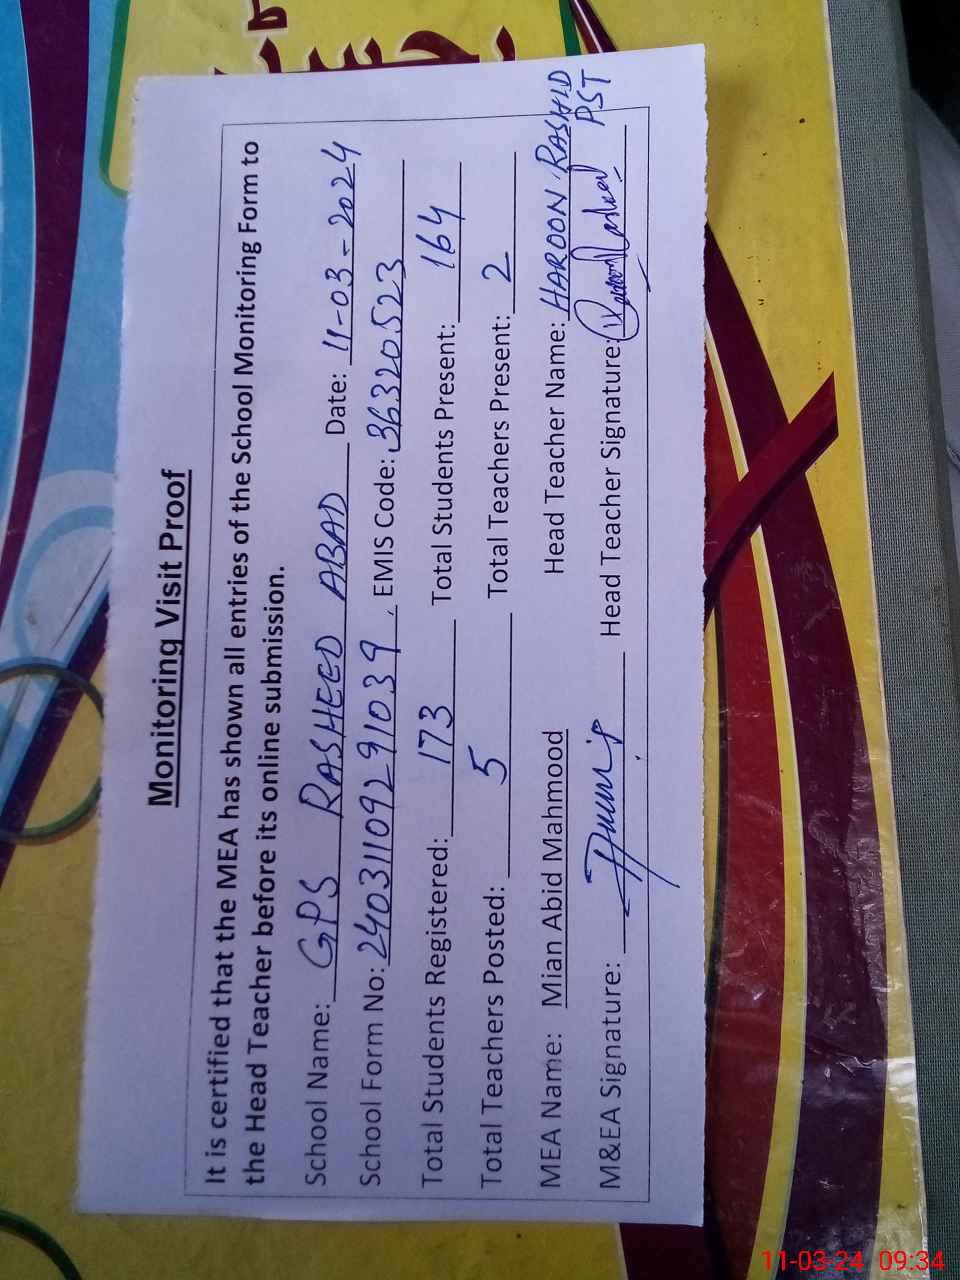 Monitoring Visit Proof
It is certified that the MEA has shown all entries of the School Monitoring Form to
the Head Teacher before its online submission.
School Name: GPS RASHEED ABAD Date: 11-03-2024
School Form No: 24031109291039, EMIS Code: 36320523
Total Students Registered: 173 Total Students Present: 164
Total Teachers Posted: 5 Total Teachers Present: 2
MEA Name: Mian Abid Mahmood Head Teacher Name: HAROON RASHID
PST
M&EA Signature: Head Teacher Signature:
11-03-24 09:34